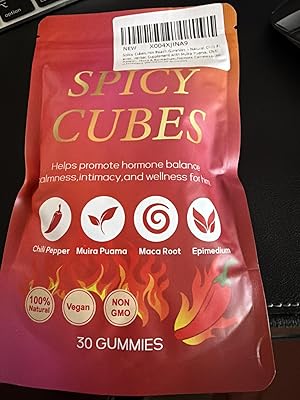 NEW X004XJINA9
SPICY
CUBES
Helps promote hormone balance
calmness,intimacy,and wellness for him
Chili Pepper Muira Puama Maca Root Epimedium
100%
Natural
Vegan
NON
GMO
30 GUMMIES